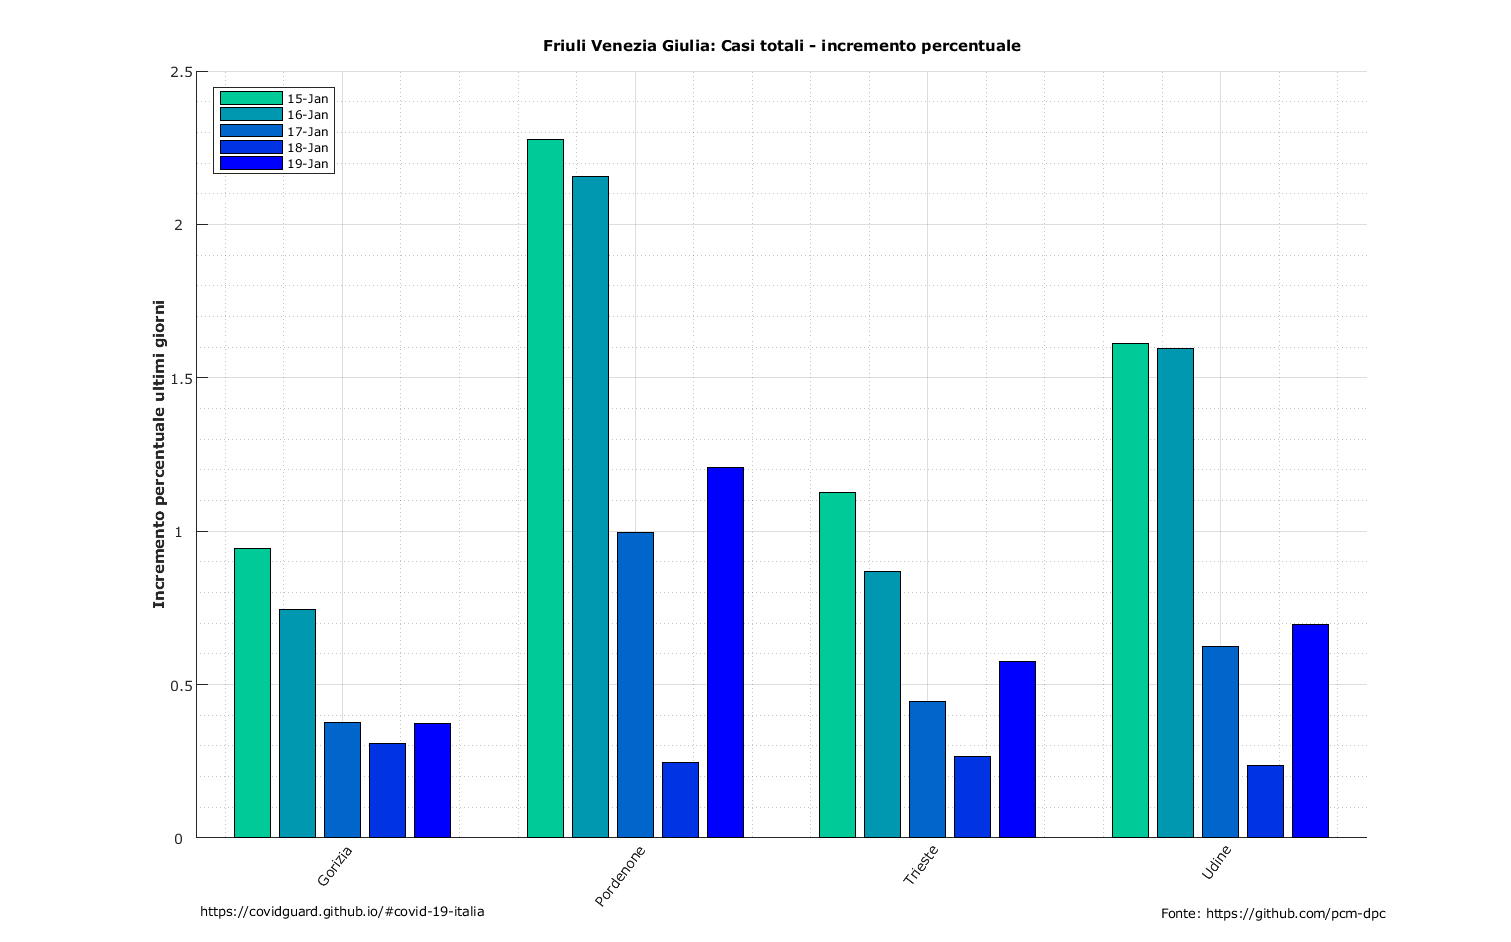 Friuli Venezia Giulia: Casi totali - incremento percentuale
2.5
2
1.5
1
0.5
0
Incremento percentuale ultimi giorni
15-Jan
16-Jan
17-Jan
18-Jan
19-Jan
Gorizia
Pordenone
Trieste
Udine
https://covidguard.github.io/#covid-19-italia
Fonte: https://github.com/pcm-dpc